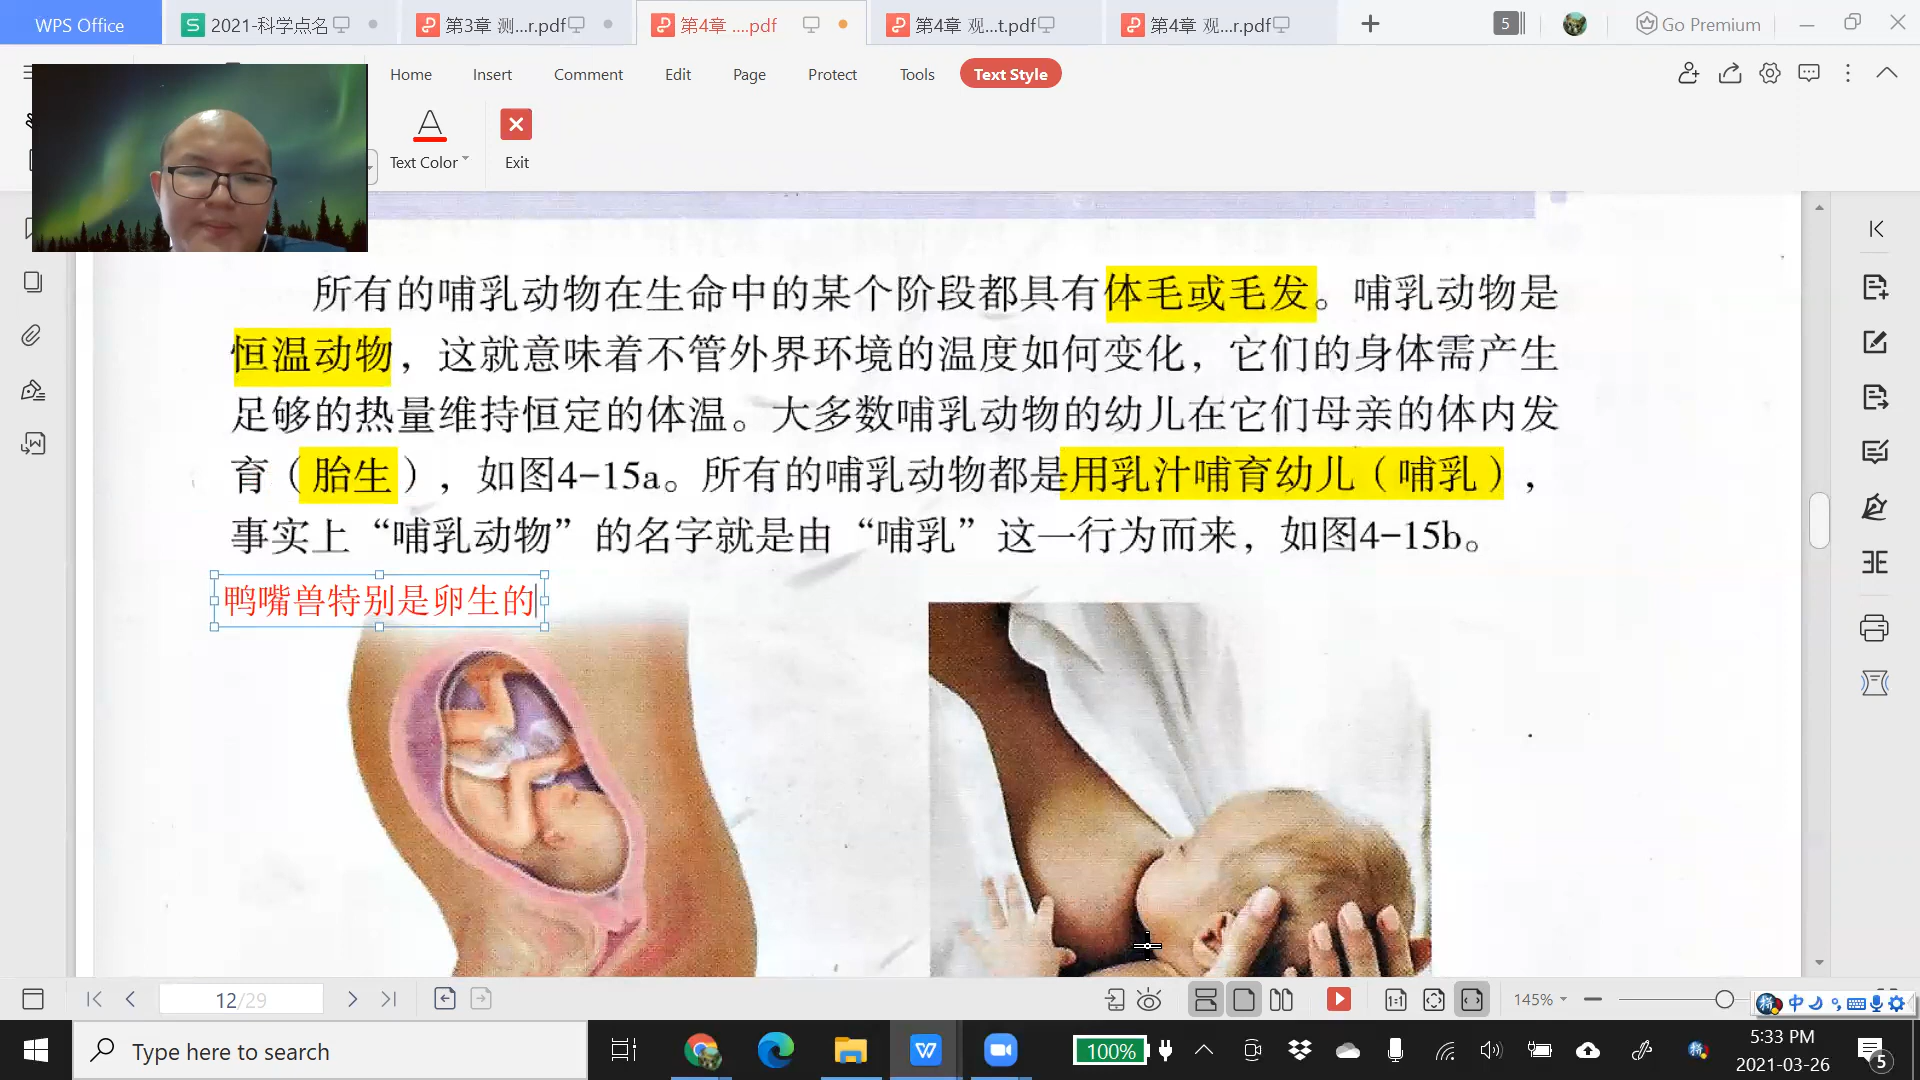 WPS Office
2021-科学点名
第3章 测...r.pdf
第4章 ....pdf
第4章 观...t.pdf
第4章 观...r.pdf
5
Go Premium
Home
Insert
Comment
Edit
Page
Protect
Tools
Text Style
Text Color
Exit
所有的哺乳动物在生命中的某个阶段都具有体毛或毛发。哺乳动物是
恒温动物，这就意味着不管外界环境的温度如何变化，它们的身体需产生
足够的热量维持恒定的体温。大多数哺乳动物的幼儿在它们母亲的体内发
育（胎生），如图4-15a。所有的哺乳动物都是用乳汁哺育幼儿（哺乳），
事实上“哺乳动物”的名字就是由“哺乳”这一行为而来，如图4-15b。
鸭嘴兽特别是卵生的
12/29
1:1
145%
中
Type here to search
100%
5:33 PM
2021-03-26
5